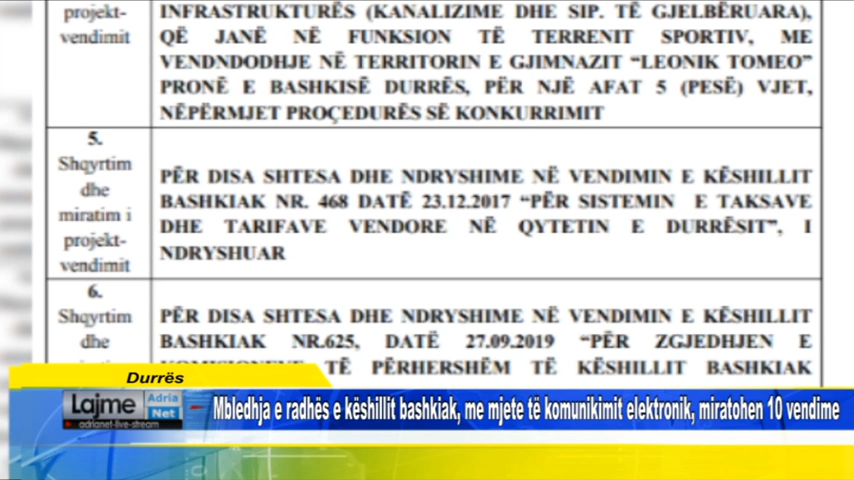 projekt-
vendimit
INFRASTRUKTURËS (KANALIZIME DHE SIP. TË GJELBËRUARA),
QË JANË NË FUNKSION TË TERRENIT SPORTIV, ME
VENDNDODHJE NË TERRITORIN E GJIMNAZIT “LEONIK TOMEO”
PRONË E BASHKISË DURRËS, PËR NJË AFAT 5 (PESË) VJET,
NËPËRMJET PROÇEDURËS SË KONKURRIMIT
5.
Shqyrtim
dhe
miratim i
projekt-
vendimit
PËR DISA SHTESA DHE NDRYSHIME NË VENDIMIN E KËSHILLIT
BASHKIAK NR. 468 DATË 23.12.2017 “PËR SISTEMIN E TAKSAVE
DHE TARIFAVE VENDORE NË QYTETIN E DURRËSIT”, I
NDRYSHUAR
6.
Shqyrtim
dhe
PËR DISA SHTESA DHE NDRYSHIME NË VENDIMIN E KËSHILLIT
BASHKIAK NR.625, DATË 27.09.2019 “PËR ZGJEDHJEN E
KOMISIONEVE TË PËRHERSHËM TË KËSHILLIT BASHKIAK
Durrës
Lajme
Adria
Net
adrianet-live-stream
Mbledhja e radhës e këshillit bashkiak, me mjete të komunikimit elektronik, miratohen 10 vendime